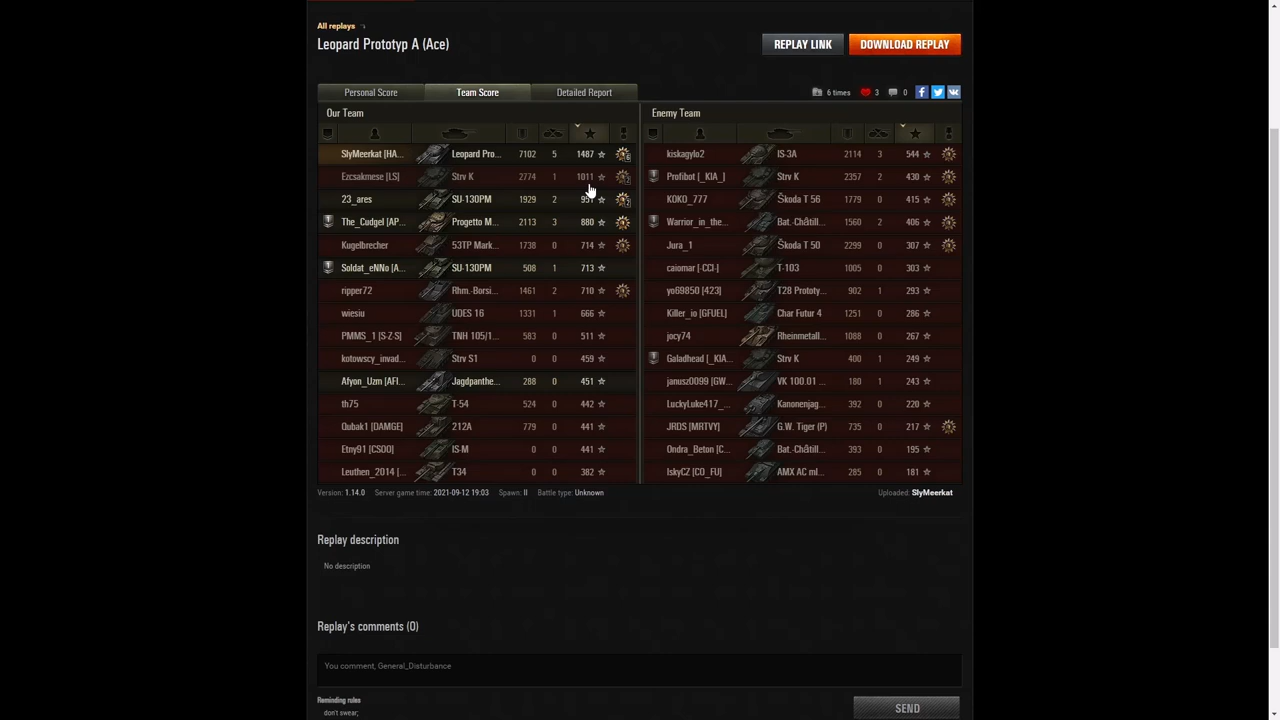 All replays
Leopard Prototyp A (Ace)
REPLAY LINK
DOWNLOAD REPLAY
Personal Score Team Score Detailed Report
6 times 3 0
Our Team
Enemy Team
SlyMeerkat [HA... Leopard Pro... 7102 5 1487
Ezcsakmese [LS] Strv K 2774 1 1011
23_ares SU-130PM 1929 2
The_Cudgel [AP... Progetto M... 2113 3 880
Kugelbrecher 53TP Mark... 1738 0 714
Soldat_eNNo [A... SU-130PM 508 1 713
ripper72 Rhm.-Borsi... 1461 2 710
wiesiu UDES 16 1331 1 666
PMMS_1 [S-Z-S] TNH 105/1... 583 0 511
kotowscy_invad... Strv S1 0 0 459
Afyon_Uzm [AFI... Jagdpanthe... 288 0 451
th75 T-54 524 0 442
Qubak1 [DAMGE] 212A 779 0 441
Etny91 [CSOO] IS-M 0 0 441
Leuthen_2014 [... T34 0 0 382
kiskagylo2 IS-3A 2114 3 544
Profibot [_KIA_] Strv K 2357 2 430
KOKO_777 Škoda T 56 1779 0 415
Warrior_in_the... Bat.-Châtill... 1560 2 406
Jura_1 Škoda T 50 2299 0 307
caiomar [-CCI-] T-103 1005 0 303
yo69850 [423] T28 Prototy... 902 1 293
Killer_io [GFUEL] Char Futur 4 1251 0 286
jocy74 Rheinmetall... 1088 0 267
Galadhead [_KIA... Strv K 400 1 249
janusz0099 [GW... VK 100.01 ... 180 1 243
LuckyLuke417_... Kanonenjag... 392 0 220
JRDS [MRTVY] G.W. Tiger (P) 735 0 217
Ondra_Beton [C... Bat.-Châtill... 393 0 195
IskyCZ [CO_FU] AMX AC ml... 285 0 181
Version: 1.14.0 Server game time: 2021-09-12 19:03 Spawn: II Battle type: Unknown
Uploaded: SlyMeerkat
Replay description
No description
Replay's comments (0)
You comment, General_Disturbance
Reminding rules
don't swear;
SEND